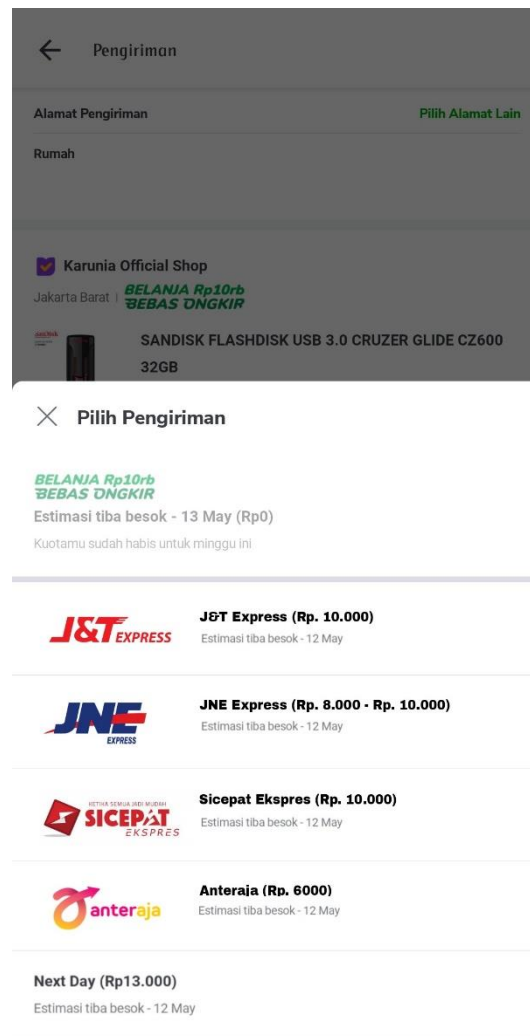 Pengiriman
Alamat Pengiriman
Pilih Alamat Lain
Rumah
Karunia Official Shop
Jakarta Barat
BELANJA Rp10rb
BEBAS ONGKIR
SANDISK FLASHDISK USB 3.0 CRUZER GLIDE CZ600
32GB
Pilih Pengiriman
BELANJA Rp10rb
BEBAS ONGKIR
Estimasi tiba besok - 13 May (Rp0)
Kuotamu sudah habis untuk minggu ini
J&T EXPRESS
J&T Express (Rp. 10.000)
Estimasi tiba besok - 12 May
JNE
EXPRESS
JNE Express (Rp. 8.000 - Rp. 10.000)
Estimasi tiba besok - 12 May
KETIKA SEMUA JADI MUDAH
SICEPAT
EKSPRES
Sicepat Ekspres (Rp. 10.000)
Estimasi tiba besok - 12 May
anteraja
Anteraja (Rp. 6000)
Estimasi tiba besok - 12 May
Next Day (Rp13.000)
Estimasi tiba besok - 12 May